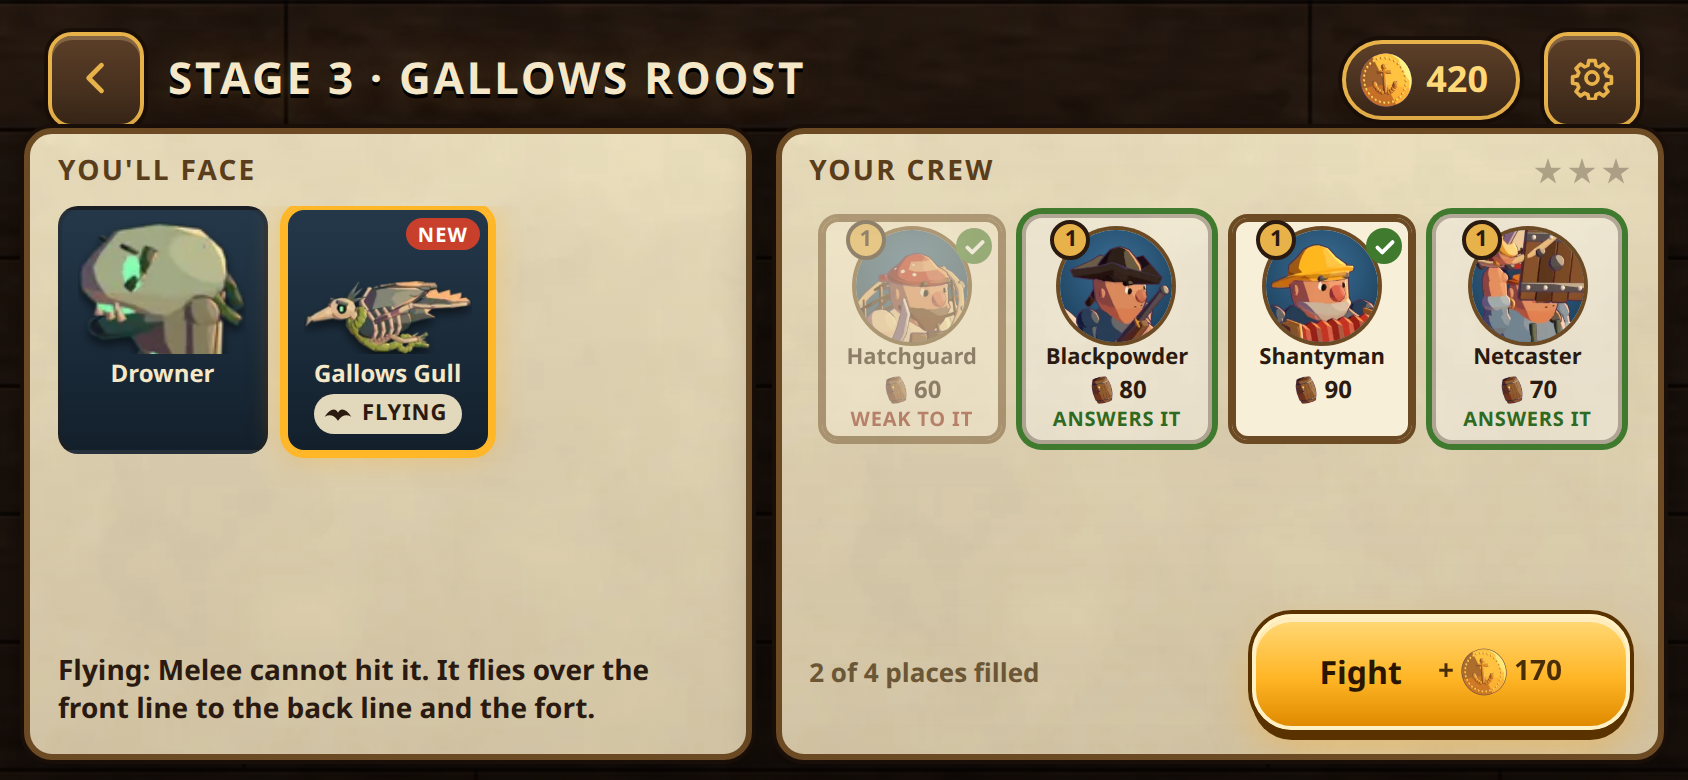 STAGE 3 · GALLOWS ROOST
420
YOU'LL FACE
NEW
Drowner
Gallows Gull
FLYING
Flying: Melee cannot hit it. It flies over the
front line to the back line and the fort.
YOUR CREW
1
Hatchguard
60
WEAK TO IT
1
Blackpowder
80
ANSWERS IT
1
Shantyman
90
1
Netcaster
70
ANSWERS IT
2 of 4 places filled
Fight + 170